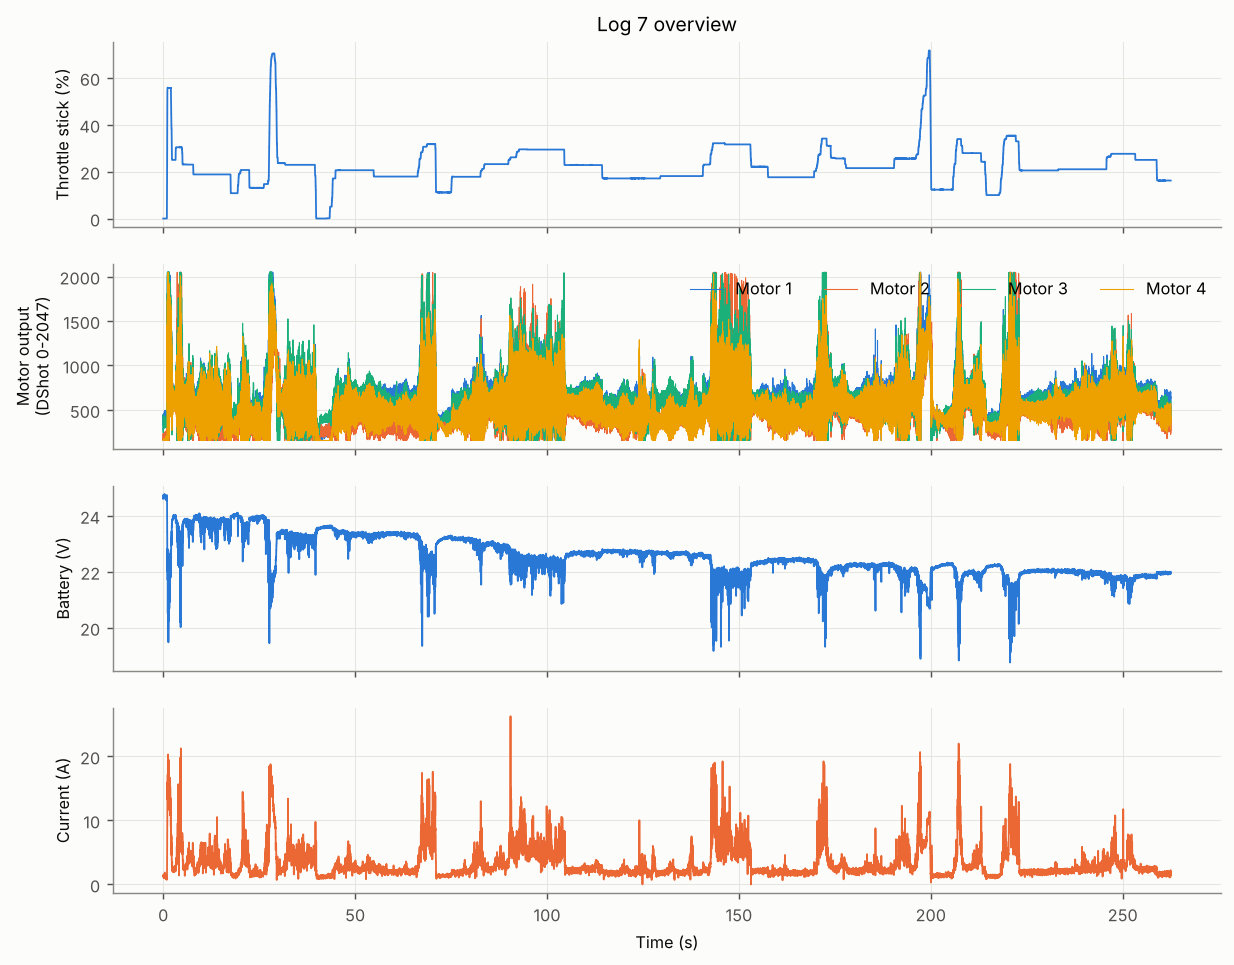 Log 7 overview
Throttle stick (%)
60
40
20
0
Motor output
(DShot 0-2047)
2000
1500
1000
500
Motor 1
Motor 2
Motor 3
Motor 4
Battery (V)
24
22
20
Current (A)
20
10
0
0
50
100
150
200
250
Time (s)